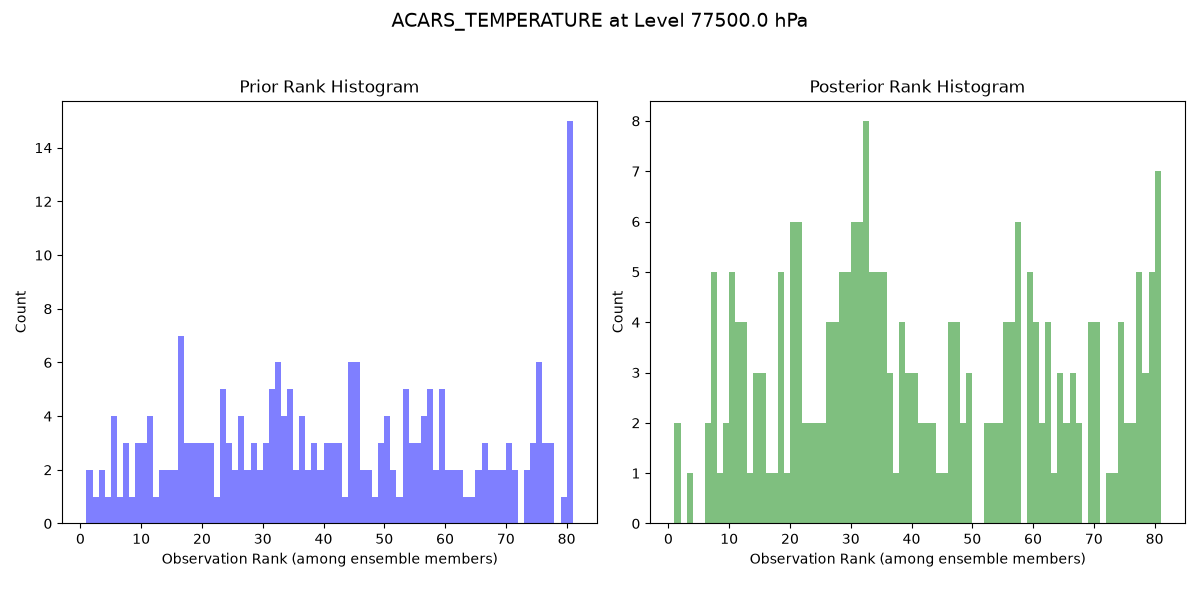 ACARS_TEMPERATURE at Level 77500.0 hPa
Prior Rank Histogram
Count
14
12
10
8
6
4
2
0
0 10 20 30 40 50 60 70 80
Observation Rank (among ensemble members)
Posterior Rank Histogram
Count
8
7
6
5
4
3
2
1
0
0 10 20 30 40 50 60 70 80
Observation Rank (among ensemble members)